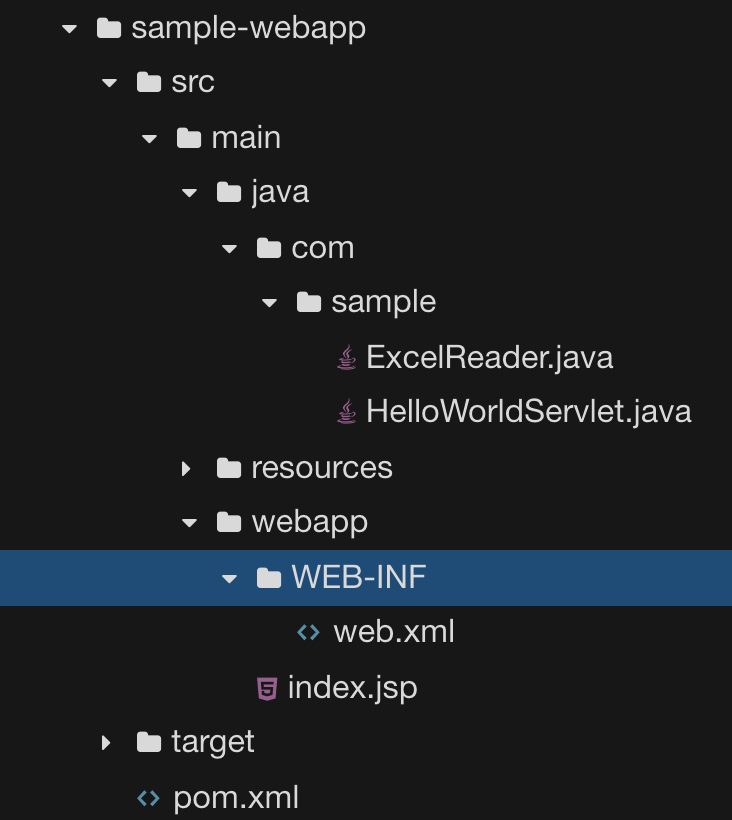 sample-webapp
src
main
java
com
sample
ExcelReader.java
HelloWorldServlet.java
resources
webapp
WEB-INF
web.xml
index.jsp
target
pom.xml